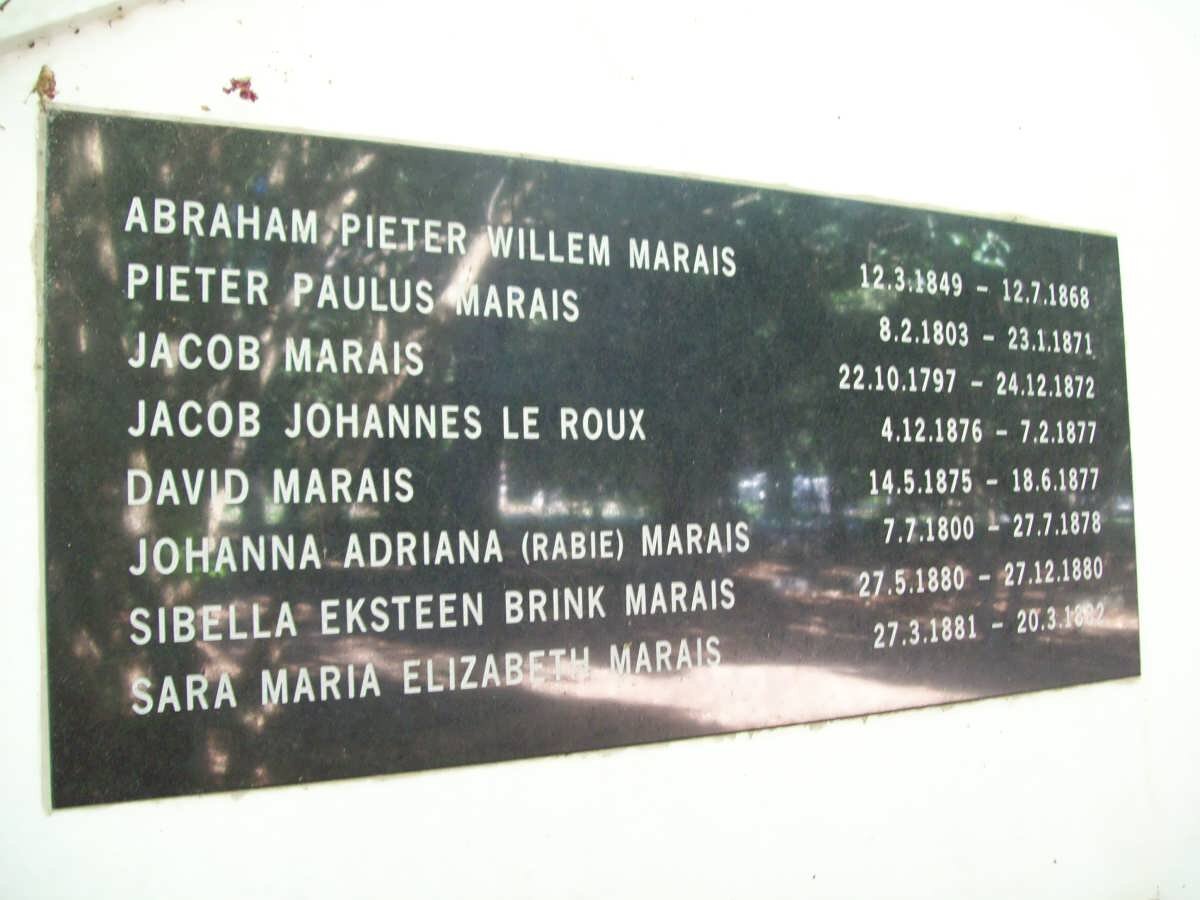 ABRAHAM PIETER WILLEM MARAIS 12.3.1849 - 12.7.1868
PIETER PAULUS MARAIS 8.2.1803 - 23.1.1871
JACOB MARAIS 22.10.1797 - 24.12.1872
JACOB JOHANNES LE ROUX 4.12.1876 - 7.2.1877
DAVID MARAIS 14.5.1875 - 18.6.1877
JOHANNA ADRIANA (RABIE) MARAIS 7.7.1800 - 27.7.1878
SIBELLA EKSTEEN BRINK MARAIS 27.5.1880 - 27.12.1880
SARA MARIA ELIZABETH MARAIS 27.3.1881 - 20.3.1882